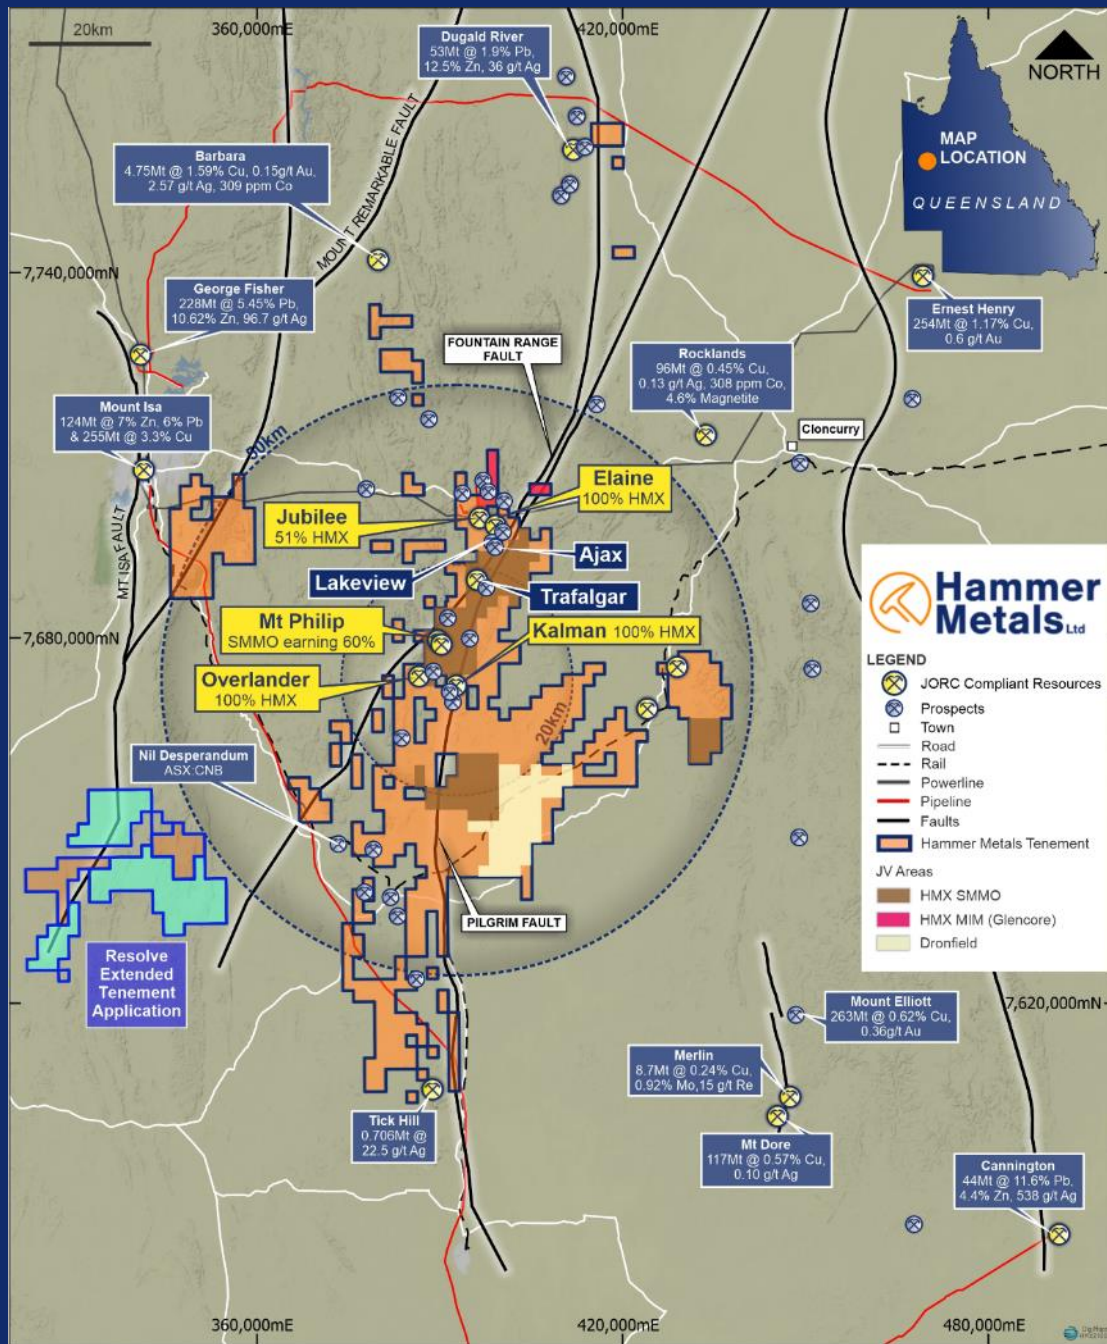 20km
360,000mE
420,000mE
NORTH
Dugald River
53Mt @ 1.9% Pb,
12.5% Zn, 36 g/t Ag
MAP
LOCATION
QUEENSLAND
Barbara
4.75Mt @ 1.59% Cu, 0.15g/t Au,
2.57 g/t Ag, 309 ppm Co
MOUNT REMARKABLE FAULT
7,740,000mN
George Fisher
228Mt @ 5.45% Pb,
10.62% Zn, 96.7 g/t Ag
Ernest Henry
254Mt @ 1.17% Cu,
0.6 g/t Au
FOUNTAIN RANGE
FAULT
Rocklands
96Mt @ 0.45% Cu,
0.13 g/t Ag, 308 ppm Co,
4.6% Magnetite
Mount Isa
124Mt @ 7% Zn, 6% Pb
& 255Mt @ 3.3% Cu
Cloncurry
50km
Elaine
100% HMX
Jubilee
51% HMX
MT ISA FAULT
Ajax
Lakeview
Trafalgar
Mt Philip
SMMO earning 60%
Kalman 100% HMX
7,680,000mN
Overlander
100% HMX
20km
Nil Desperandum
ASX:CNB
PILGRIM FAULT
Resolve
Extended
Tenement
Application
Hammer
Metals Ltd
LEGEND
JORC Compliant Resources
Prospects
Town
Road
Rail
Powerline
Pipeline
Faults
Hammer Metals Tenement
JV Areas
HMX SMMO
HMX MIM (Glencore)
Dronfield
Mount Elliott
263Mt @ 0.62% Cu,
0.36g/t Au
7,620,000mN
Merlin
8.7Mt @ 0.24% Cu,
0.92% Mo,15 g/t Re
Tick Hill
0.706Mt @
22.5 g/t Ag
Mt Dore
117Mt @ 0.57% Cu,
0.10 g/t Ag
Cannington
44Mt @ 11.6% Pb,
4.4% Zn, 538 g/t Ag
360,000mE
420,000mE
480,000mE